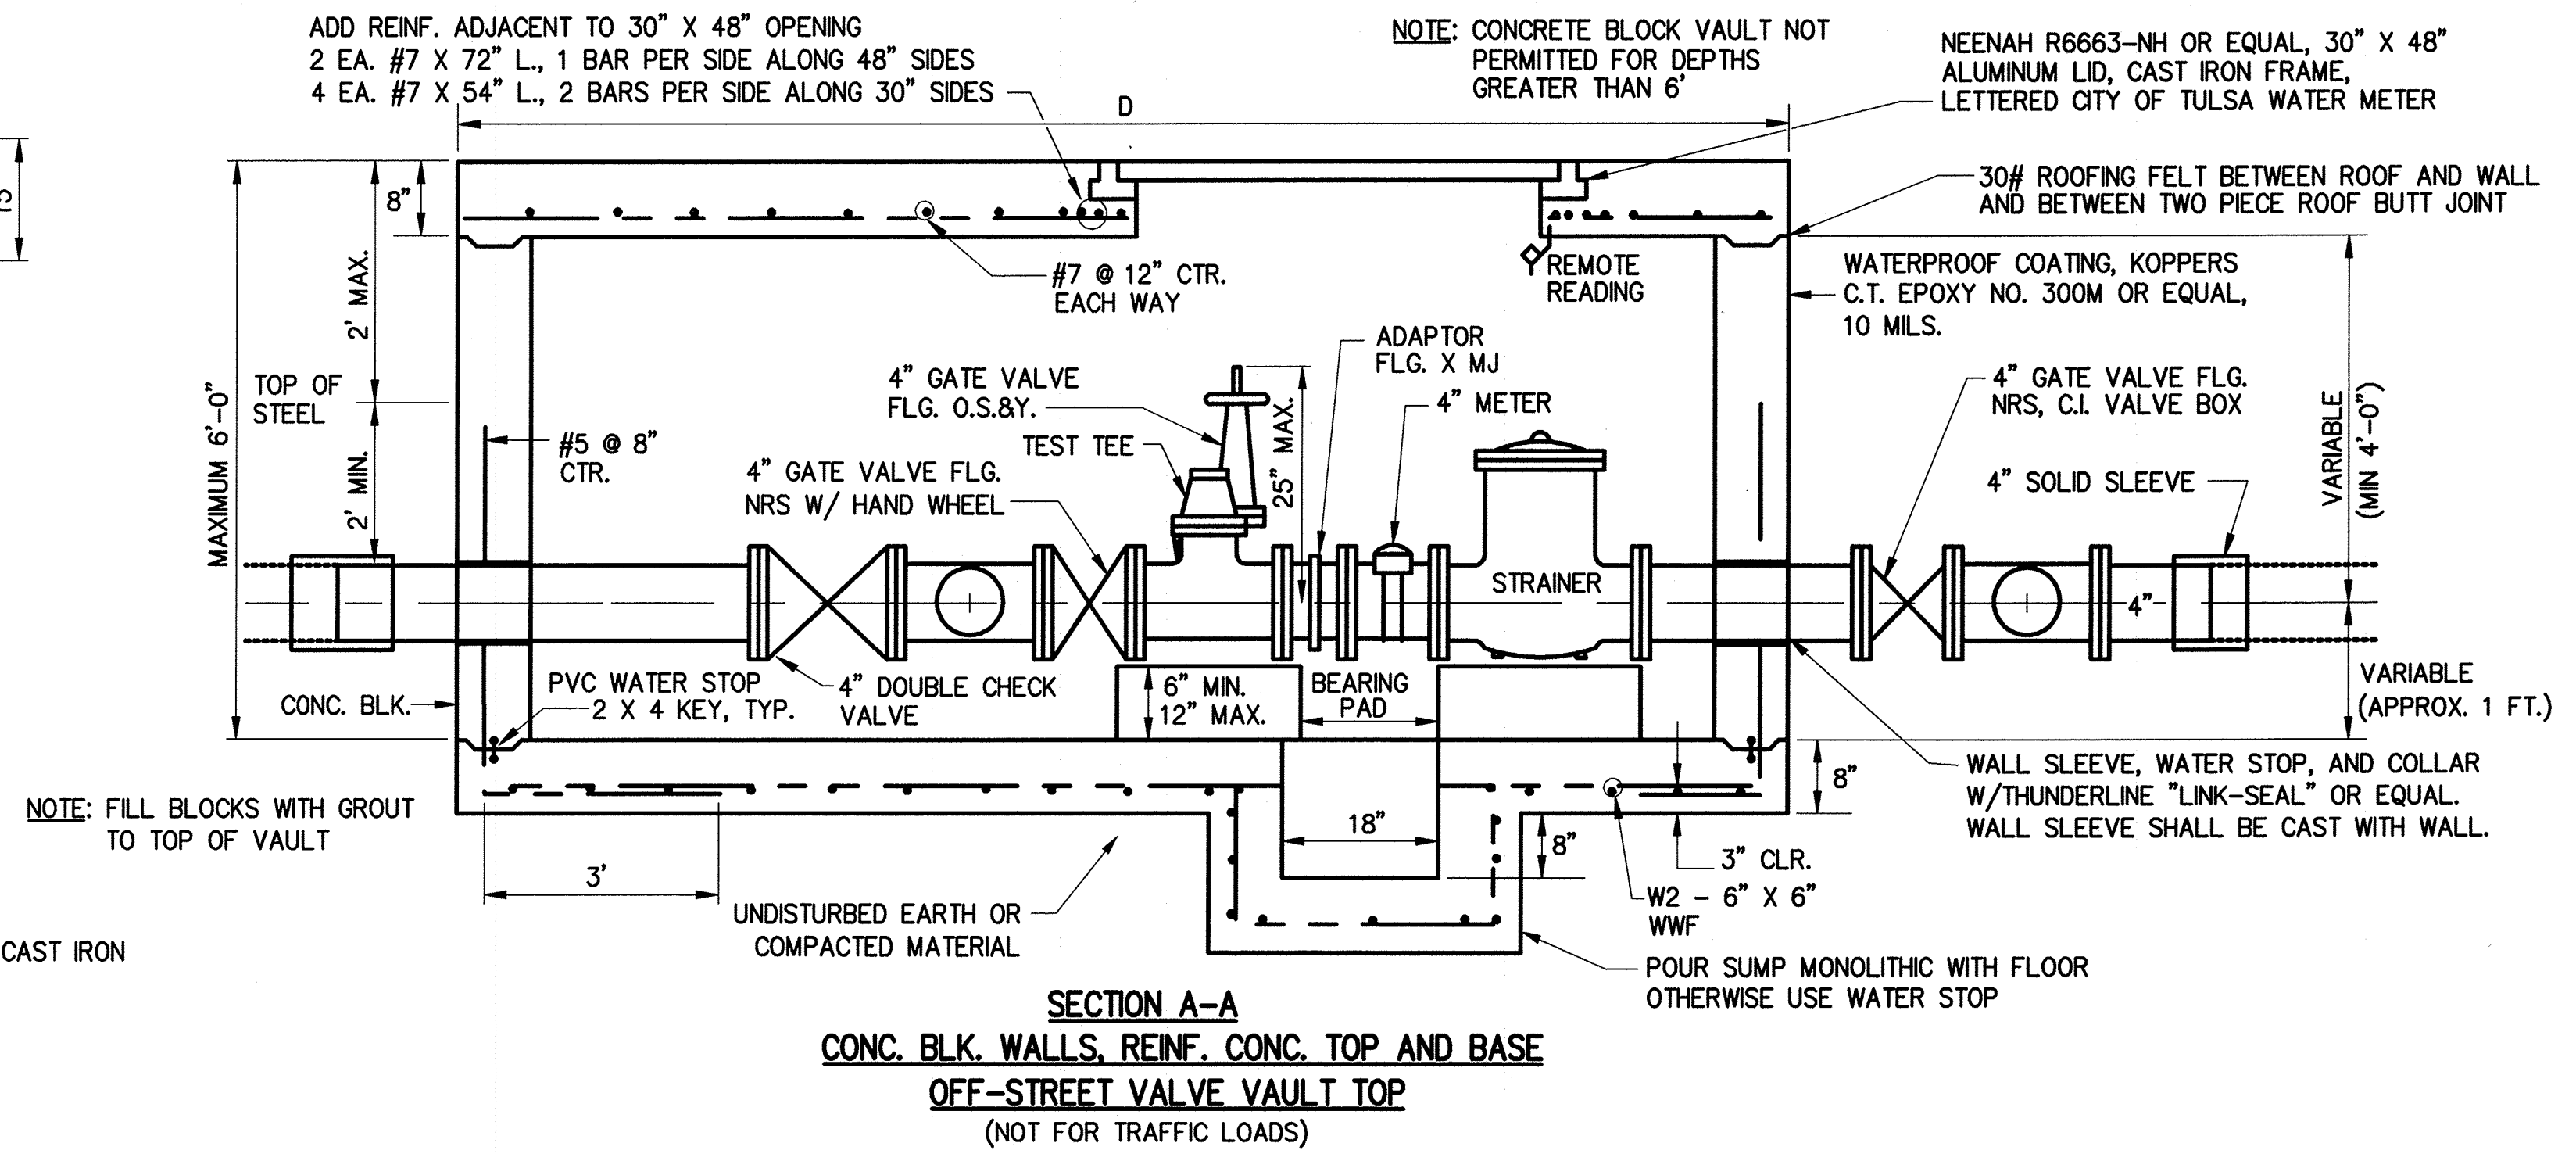 ADD REINF. ADJACENT TO 30" X 48" OPENING
2 EA. #7 X 72" L., 1 BAR PER SIDE ALONG 48" SIDES
4 EA. #7 X 54" L., 2 BARS PER SIDE ALONG 30" SIDES
D
NOTE: CONCRETE BLOCK VAULT NOT
PERMITTED FOR DEPTHS
GREATER THAN 6'
NEENAH R6663-NH OR EQUAL, 30" X 48"
ALUMINUM LID, CAST IRON FRAME,
LETTERED CITY OF TULSA WATER METER
30# ROOFING FELT BETWEEN ROOF AND WALL
AND BETWEEN TWO PIECE ROOF BUTT JOINT
8"
2' MAX.
#7 @ 12" CTR.
EACH WAY
REMOTE
READING
WATERPROOF COATING, KOPPERS
C.T. EPOXY NO. 300M OR EQUAL,
10 MILS.
ADAPTOR
FLG. X MJ
MAXIMUM 6'-0"
TOP OF
STEEL
2' MIN.
#5 @ 8"
CTR.
4" GATE VALVE
FLG. O.S.&Y.
TEST TEE
4" GATE VALVE FLG.
NRS W/ HAND WHEEL
25" MAX.
4" METER
4" GATE VALVE FLG.
NRS, C.I. VALVE BOX
4" SOLID SLEEVE
VARIABLE
(MIN 4'-0")
STRAINER
4"
CONC. BLK.
PVC WATER STOP
2 X 4 KEY, TYP.
4" DOUBLE CHECK
VALVE
6" MIN.
12" MAX.
BEARING
PAD
VARIABLE
(APPROX. 1 FT.)
8"
WALL SLEEVE, WATER STOP, AND COLLAR
W/THUNDERLINE "LINK-SEAL" OR EQUAL.
WALL SLEEVE SHALL BE CAST WITH WALL.
NOTE: FILL BLOCKS WITH GROUT
TO TOP OF VAULT
3'
18"
8"
3" CLR.
W2 - 6" X 6"
WWF
UNDISTURBED EARTH OR
COMPACTED MATERIAL
CAST IRON
POUR SUMP MONOLITHIC WITH FLOOR
OTHERWISE USE WATER STOP
SECTION A-A
CONC. BLK. WALLS, REINF. CONC. TOP AND BASE
OFF-STREET VALVE VAULT TOP
(NOT FOR TRAFFIC LOADS)